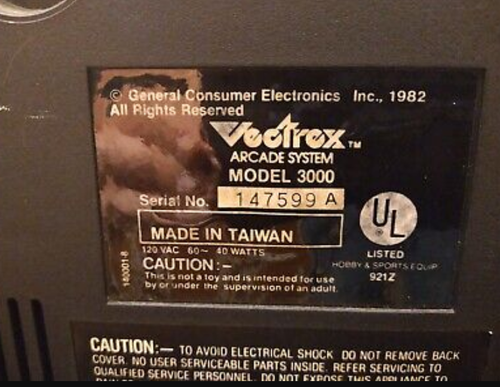 © General Consumer Electronics Inc., 1982
All Rights Reserved
Vectrex TM
ARCADE SYSTEM
MODEL 3000
Serial No. 147599 A
MADE IN TAIWAN
UL
LISTED
HOBBY & SPORTS EQUIP
921Z
120 VAC 60~ 40 WATTS
CAUTION:-
This is not a toy and is intended for use
by or under the supervision of an adult.
CAUTION:- TO AVOID ELECTRICAL SHOCK DO NOT REMOVE BACK
COVER. NO USER SERVICEABLE PARTS INSIDE. REFER SERVICING TO
QUALIFIED SERVICE PERSONNEL. DO NOT EXPOSE THIS APPLIANCE TO